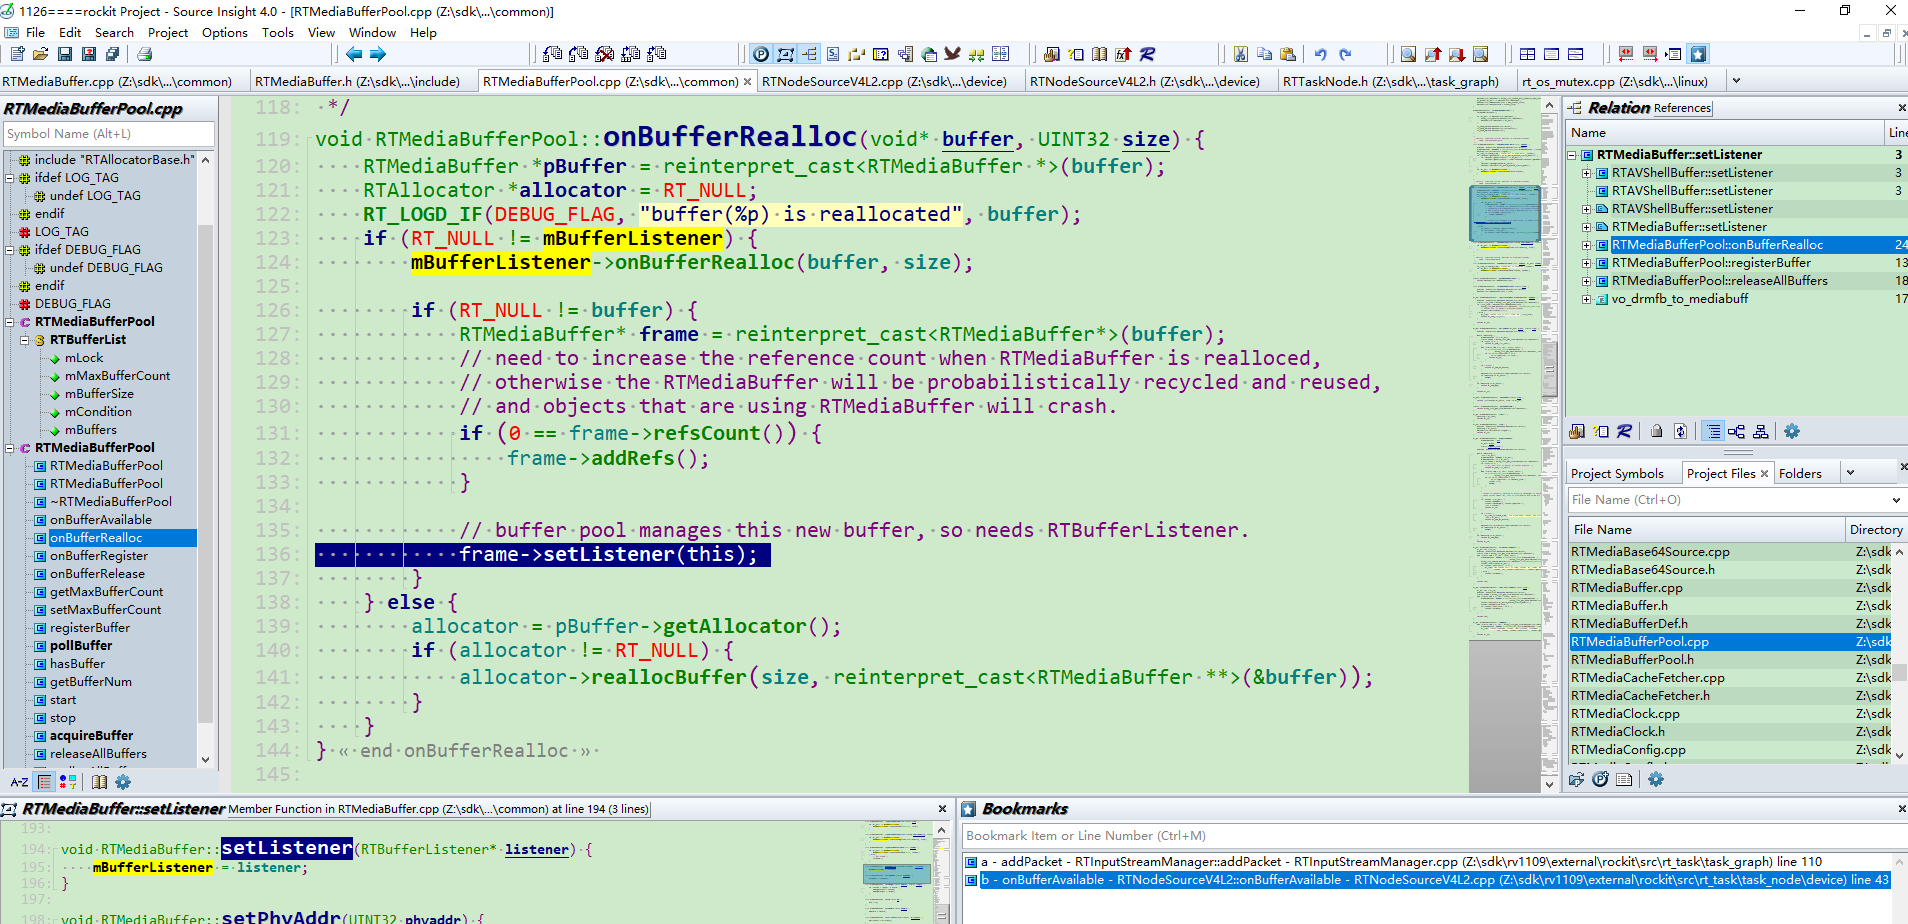 1126====rockit Project - Source Insight 4.0 - [RTMediaBufferPool.cpp (Z:\sdk\...\common)]
File Edit Search Project Options Tools View Window Help
RTMediaBuffer.cpp (Z:\sdk\...\common) RTMediaBuffer.h (Z:\sdk\...\include) RTMediaBufferPool.cpp (Z:\sdk\...\common) RTNodeSourceV4L2.cpp (Z:\sdk\...\device) RTNodeSourceV4L2.h (Z:\sdk\...\device) RTTaskNode.h (Z:\sdk\...\task_graph) rt_os_mutex.cpp (Z:\sdk\...\linux)
RTMediaBufferPool.cpp
Symbol Name (Alt+L)
include "RTAllocatorBase.h"
ifdef LOG_TAG
undef LOG_TAG
endif
LOG_TAG
ifdef DEBUG_FLAG
undef DEBUG_FLAG
endif
DEBUG_FLAG
RTMediaBufferPool
RTBufferList
mLock
mMaxBufferCount
mBufferSize
mCondition
mBuffers
RTMediaBufferPool
RTMediaBufferPool
RTMediaBufferPool
~RTMediaBufferPool
onBufferAvailable
onBufferRealloc
onBufferRegister
onBufferRelease
getMaxBufferCount
setMaxBufferCount
registerBuffer
pollBuffer
hasBuffer
getBufferNum
start
stop
acquireBuffer
releaseAllBuffers
A-Z
118: */
119: void RTMediaBufferPool::onBufferRealloc(void* buffer, UINT32 size) {
120: RTMediaBuffer *pBuffer = reinterpret_cast<RTMediaBuffer *>(buffer);
121: RTAllocator *allocator = RT_NULL;
122: RT_LOGD_IF(DEBUG_FLAG, "buffer(%p) is reallocated", buffer);
123: if (RT_NULL != mBufferListener) {
124: mBufferListener->onBufferRealloc(buffer, size);
125:
126: if (RT_NULL != buffer) {
127: RTMediaBuffer* frame = reinterpret_cast<RTMediaBuffer*>(buffer);
128: // need to increase the reference count when RTMediaBuffer is realloced,
129: // otherwise the RTMediaBuffer will be probabilistically recycled and reused,
130: // and objects that are using RTMediaBuffer will crash.
131: if (0 == frame->refsCount()) {
132: frame->addRefs();
133: }
134:
135: // buffer pool manages this new buffer, so needs RTBufferListener.
136: frame->setListener(this);
137: }
138: } else {
139: allocator = pBuffer->getAllocator();
140: if (allocator != RT_NULL) {
141: allocator->reallocBuffer(size, reinterpret_cast<RTMediaBuffer **>(&buffer));
142: }
143: }
144: } « end onBufferRealloc »
145:
Relation References
Name Line
RTMediaBuffer::setListener 3
RTAVShellBuffer::setListener 3
RTAVShellBuffer::setListener 3
RTAVShellBuffer::setListener
RTMediaBuffer::setListener
RTMediaBufferPool::onBufferRealloc 24
RTMediaBufferPool::registerBuffer 13
RTMediaBufferPool::releaseAllBuffers 18
vo_drmfb_to_mediabuff 17
Project Symbols Project Files Folders
File Name (Ctrl+O)
File Name Directory
RTMediaBase64Source.cpp Z:\sdk
RTMediaBase64Source.h Z:\sdk
RTMediaBuffer.cpp Z:\sdk
RTMediaBuffer.h Z:\sdk
RTMediaBufferDef.h Z:\sdk
RTMediaBufferPool.cpp Z:\sdk
RTMediaBufferPool.h Z:\sdk
RTMediaCacheFetcher.cpp Z:\sdk
RTMediaCacheFetcher.h Z:\sdk
RTMediaClock.cpp Z:\sdk
RTMediaClock.h Z:\sdk
RTMediaConfig.cpp Z:\sdk
RTMediaBuffer::setListener Member Function in RTMediaBuffer.cpp (Z:\sdk\...\common) at line 194 (3 lines)
193:
194: void RTMediaBuffer::setListener(RTBufferListener* listener) {
195: mBufferListener = listener;
196: }
197:
198: void RTMediaBuffer::setPhyAddr(UINT32 phyaddr) {
Bookmarks
Bookmark Item or Line Number (Ctrl+M)
a - addPacket - RTInputStreamManager::addPacket - RTInputStreamManager.cpp (Z:\sdk\rv1109\external\rockit\src\rt_task\task_graph) line 110
b - onBufferAvailable - RTNodeSourceV4L2::onBufferAvailable - RTNodeSourceV4L2.cpp (Z:\sdk\rv1109\external\rockit\src\rt_task\task_node\device) line 43